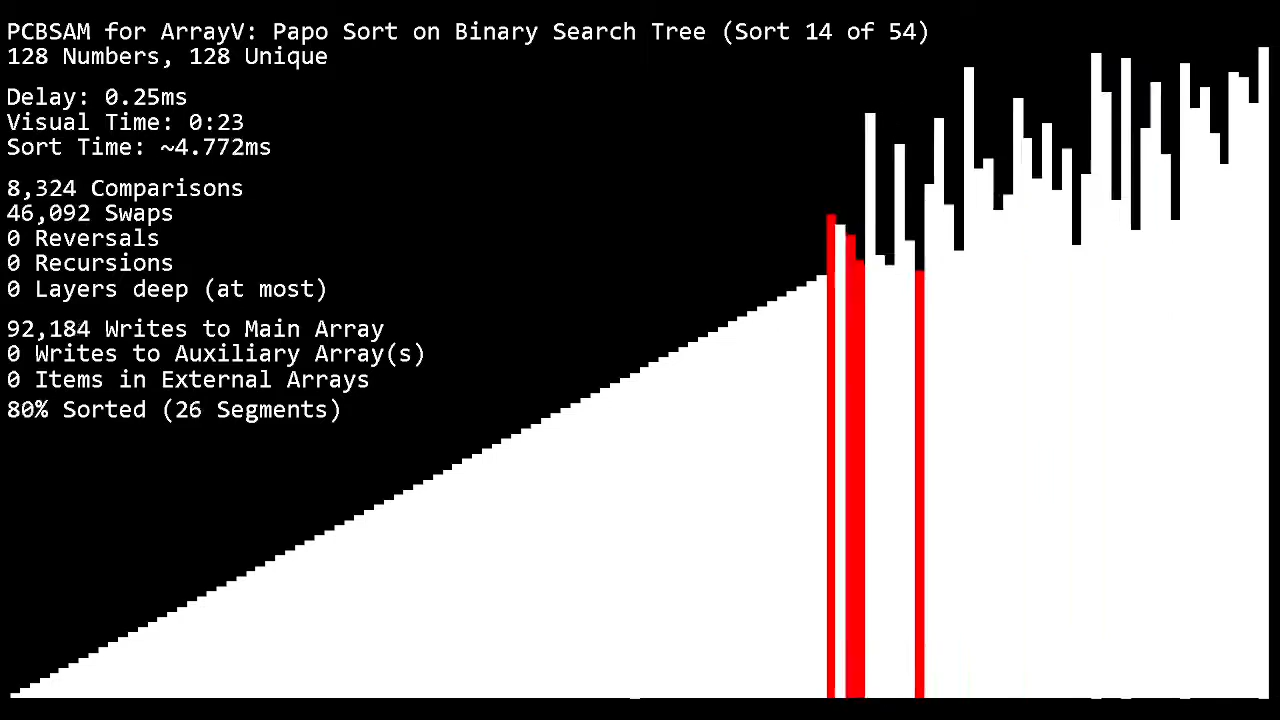 PCBSAM for ArrayV: Papo Sort on Binary Search Tree (Sort 14 of 54)
128 Numbers, 128 Unique
Delay: 0.25ms
Visual Time: 0:23
Sort Time: ~4.772ms
8,324 Comparisons
46,092 Swaps
0 Reversals
0 Recursions
0 Layers deep (at most)
92,184 Writes to Main Array
0 Writes to Auxiliary Array(s)
0 Items in External Arrays
80% Sorted (26 Segments)